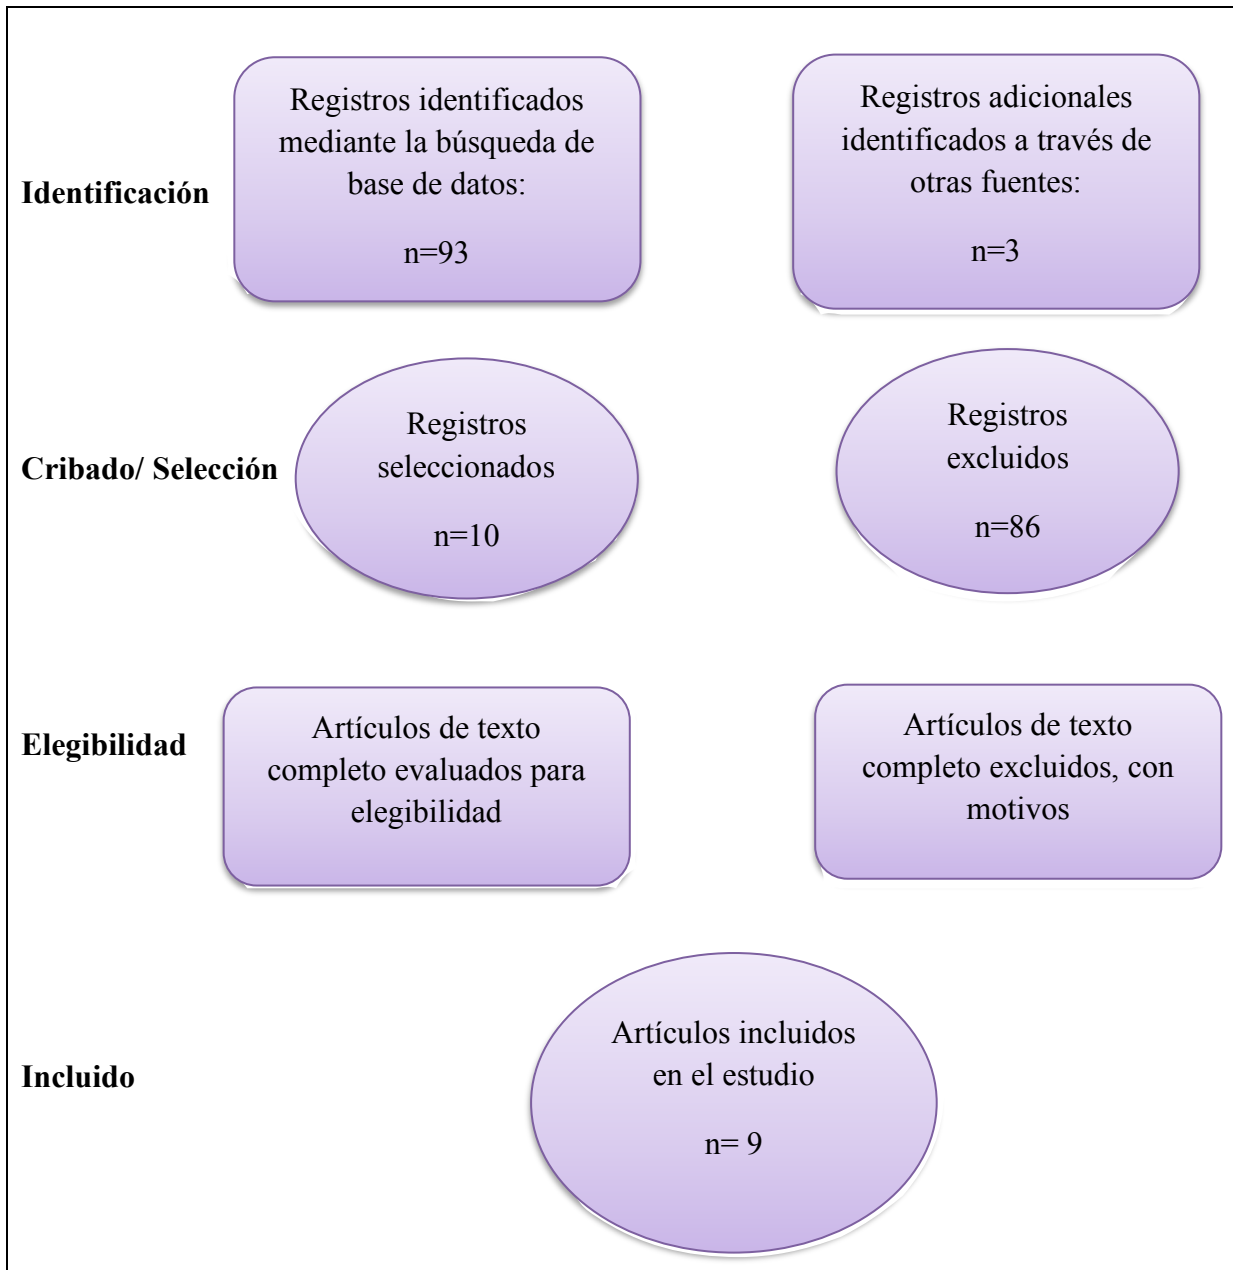 Identificación
Registros identificados
mediante la búsqueda de
base de datos:
n=93
Registros adicionales
identificados a través de
otras fuentes:
n=3
Cribado/ Selección
Registros
seleccionados
n=10
Registros
excluidos
n=86
Elegibilidad
Artículos de texto
completo evaluados para
elegibilidad
Artículos de texto
completo excluidos, con
motivos
Incluido
Artículos incluidos
en el estudio
n= 9